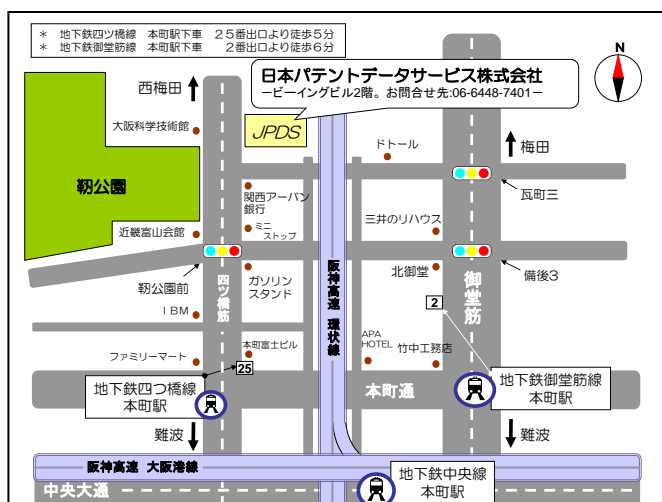 * 地下鉄四ツ橋線 本町駅下車 25番出口より徒歩5分
* 地下鉄御堂筋線 本町駅下車 2番出口より徒歩6分
N
日本パテントデータサービス株式会社
−ビーイングビル2階。お問合せ先:06-6448-7401−
西梅田
大阪科学技術館
JPDS
ドトール
梅田
靭公園
瓦町三
関西アーバン
銀行
ミニ
ストップ
近畿富山会館
三井のリハウス
靭公園前
四ツ橋筋
ガソリン
スタンド
阪神高速 環状線
北御堂
御堂筋
備後3
IBM
2
本町富士ビル
APA
HOTEL
竹中工務店
ファミリーマート
25
地下鉄四つ橋線
本町駅
本町通
地下鉄御堂筋線
本町駅
難波
難波
阪神高速 大阪港線
中央大通
地下鉄中央線
本町駅